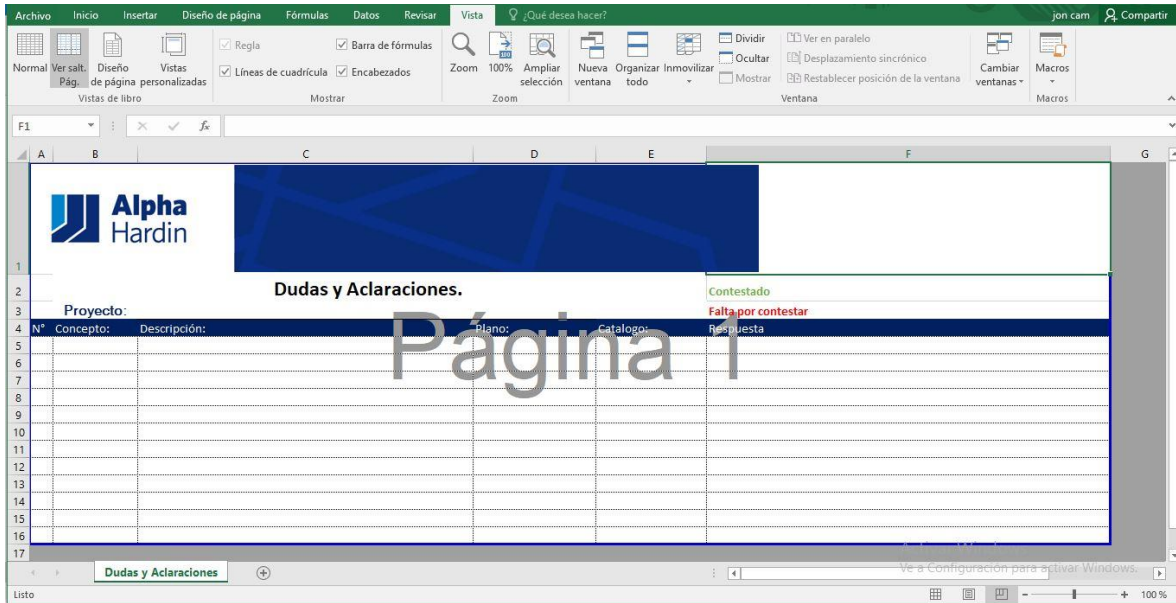 Archivo Inicio Insertar Diseño de página Fórmulas Datos Revisar Vista ¿Qué desea hacer? jon cam Compartir
Normal Ver salt. Pág. Diseño de página Vistas personalizadas
Vistas de libro
Regla Barra de fórmulas
Líneas de cuadrícula Encabezados
Mostrar
Zoom 100% Ampliar selección
Zoom
Nueva ventana Organizar todo Inmovilizar
Dividir
Ocultar
Mostrar
Ver en paralelo
Desplazamiento sincrónico
Restablecer posición de la ventana
Cambiar ventanas
Ventana
Macros
Macros
F1 fx
A B C D E F G
Alpha
Hardin
1
2 Dudas y Aclaraciones. Contestado
3 Proyecto: Falta por contestar
4 N° Concepto: Descripción: Plano: Catalogo: Respuesta
Página 1
5
6
7
8
9
10
11
12
13
14
15
16
17
Activar Windows
Ve a Configuración para activar Windows.
Dudas y Aclaraciones
Listo 100 %